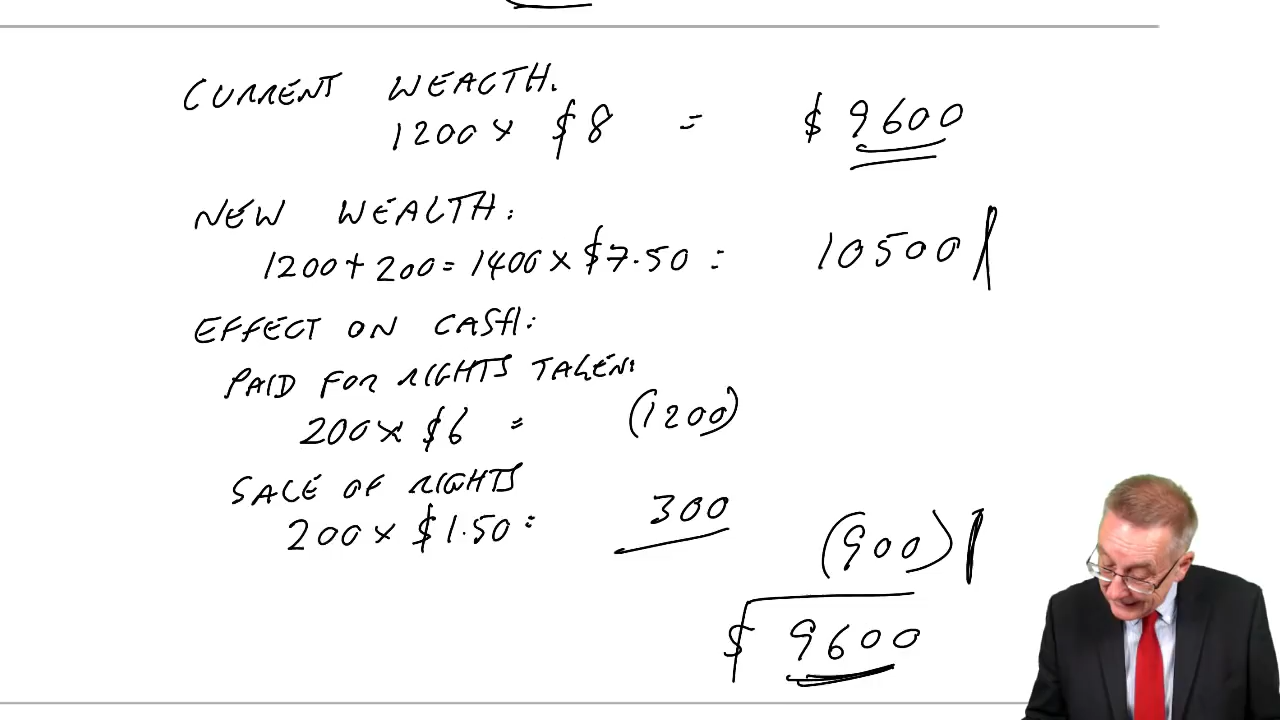 CURRENT WEALTH.
1200 × $8 = $ 9600
NEW WEALTH:
1200 + 200 = 1400 × $7.50 = 10500
EFFECT ON CASH:
PAID FOR RIGHTS TAKEN:
200 × $6 = (1200)
SALE OF RIGHTS
200 × $1.50 = 300 (900)
$ 9600